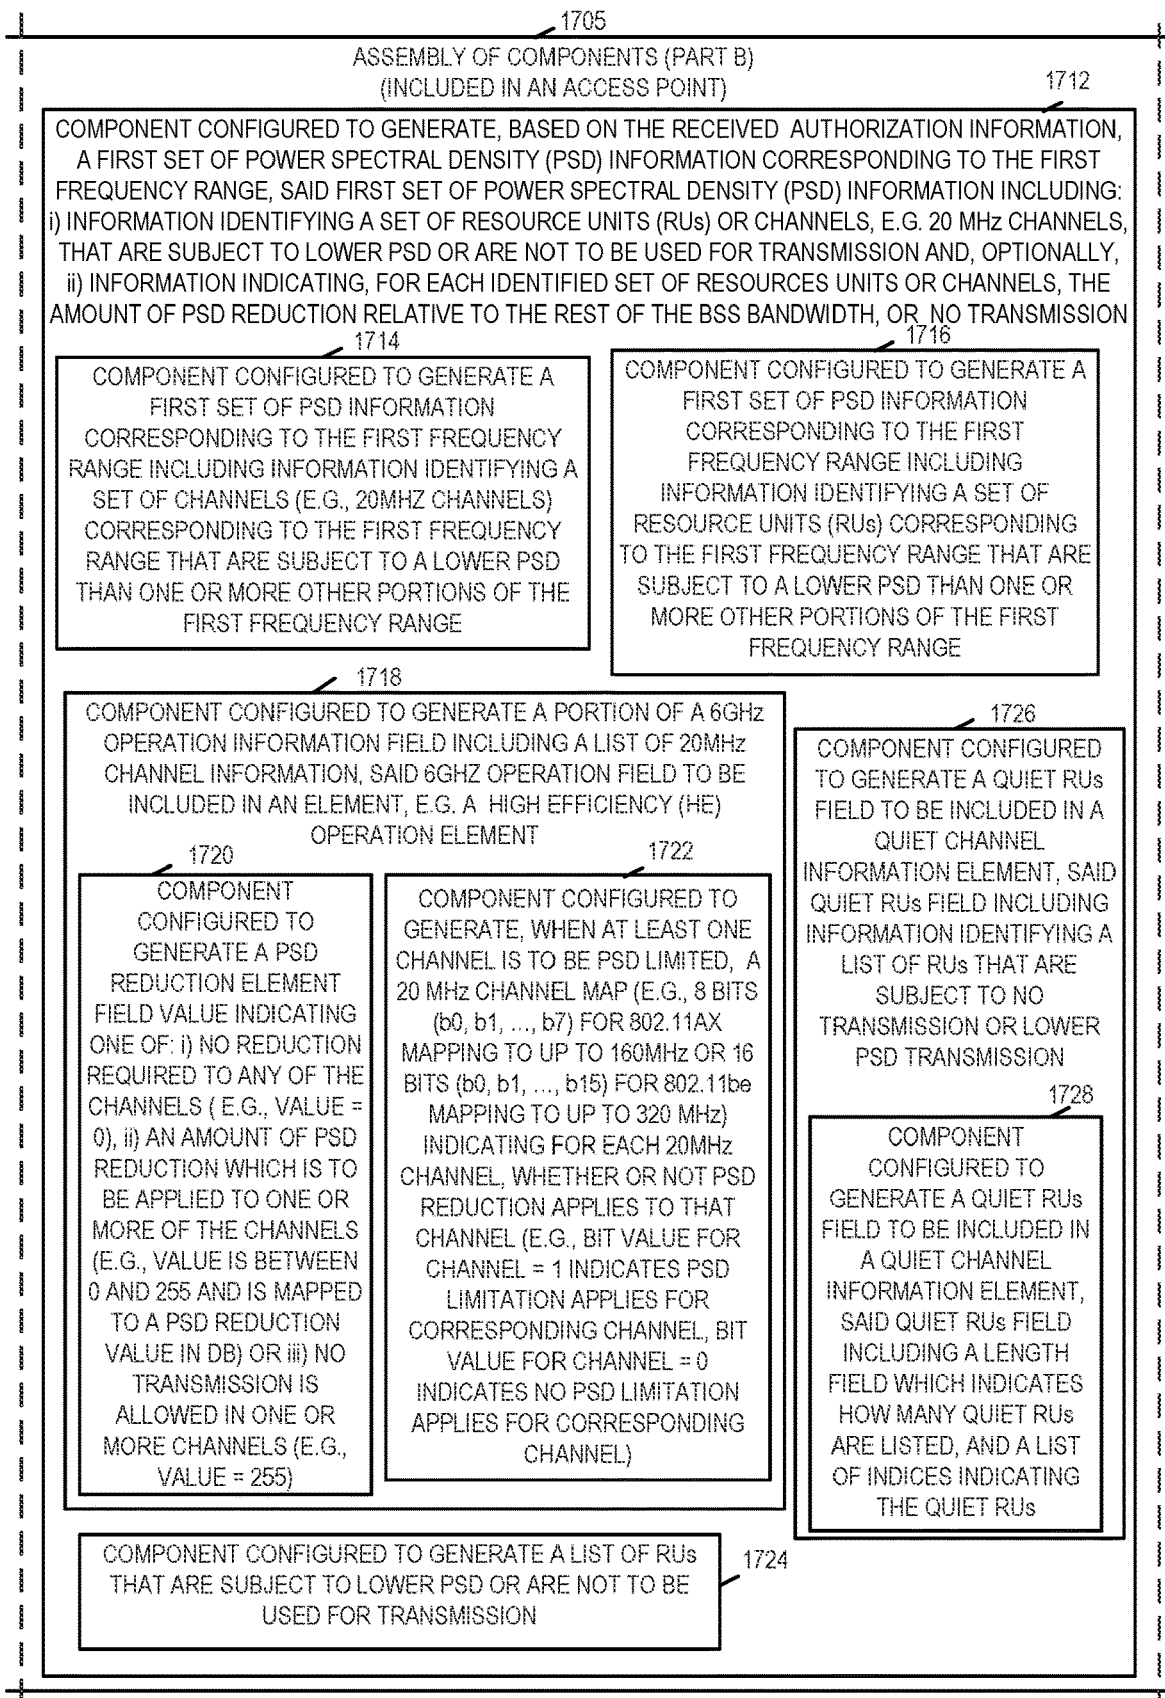 1705
ASSEMBLY OF COMPONENTS (PART B)
(INCLUDED IN AN ACCESS POINT)
1712
COMPONENT CONFIGURED TO GENERATE, BASED ON THE RECEIVED AUTHORIZATION INFORMATION,
A FIRST SET OF POWER SPECTRAL DENSITY (PSD) INFORMATION CORRESPONDING TO THE FIRST
FREQUENCY RANGE, SAID FIRST SET OF POWER SPECTRAL DENSITY (PSD) INFORMATION INCLUDING:
i) INFORMATION IDENTIFYING A SET OF RESOURCE UNITS (RUs) OR CHANNELS, E.G. 20 MHz CHANNELS,
THAT ARE SUBJECT TO LOWER PSD OR ARE NOT TO BE USED FOR TRANSMISSION AND, OPTIONALLY,
ii) INFORMATION INDICATING, FOR EACH IDENTIFIED SET OF RESOURCES UNITS OR CHANNELS, THE
AMOUNT OF PSD REDUCTION RELATIVE TO THE REST OF THE BSS BANDWIDTH, OR NO TRANSMISSION
1714
COMPONENT CONFIGURED TO GENERATE A
FIRST SET OF PSD INFORMATION
CORRESPONDING TO THE FIRST FREQUENCY
RANGE INCLUDING INFORMATION IDENTIFYING A
SET OF CHANNELS (E.G., 20MHZ CHANNELS)
CORRESPONDING TO THE FIRST FREQUENCY
RANGE THAT ARE SUBJECT TO A LOWER PSD
THAN ONE OR MORE OTHER PORTIONS OF THE
FIRST FREQUENCY RANGE
1716
COMPONENT CONFIGURED TO GENERATE A
FIRST SET OF PSD INFORMATION
CORRESPONDING TO THE FIRST
FREQUENCY RANGE INCLUDING
INFORMATION IDENTIFYING A SET OF
RESOURCE UNITS (RUs) CORRESPONDING
TO THE FIRST FREQUENCY RANGE THAT ARE
SUBJECT TO A LOWER PSD THAN ONE OR
MORE OTHER PORTIONS OF THE FIRST
FREQUENCY RANGE
1718
COMPONENT CONFIGURED TO GENERATE A PORTION OF A 6GHz
OPERATION INFORMATION FIELD INCLUDING A LIST OF 20MHz
CHANNEL INFORMATION, SAID 6GHZ OPERATION FIELD TO BE
INCLUDED IN AN ELEMENT, E.G. A HIGH EFFICIENCY (HE)
OPERATION ELEMENT
1720
COMPONENT
CONFIGURED TO
GENERATE A PSD
REDUCTION ELEMENT
FIELD VALUE INDICATING
ONE OF: i) NO REDUCTION
REQUIRED TO ANY OF THE
CHANNELS ( E.G., VALUE =
0), ii) AN AMOUNT OF PSD
REDUCTION WHICH IS TO
BE APPLIED TO ONE OR
MORE OF THE CHANNELS
(E.G., VALUE IS BETWEEN
0 AND 255 AND IS MAPPED
TO A PSD REDUCTION
VALUE IN DB) OR iii) NO
TRANSMISSION IS
ALLOWED IN ONE OR
MORE CHANNELS (E.G.,
VALUE = 255)
1722
COMPONENT CONFIGURED TO
GENERATE, WHEN AT LEAST ONE
CHANNEL IS TO BE PSD LIMITED, A
20 MHz CHANNEL MAP (E.G., 8 BITS
(b0, b1, ..., b7) FOR 802.11AX
MAPPING TO UP TO 160MHz OR 16
BITS (b0, b1, ..., b15) FOR 802.11be
MAPPING TO UP TO 320 MHz)
INDICATING FOR EACH 20MHz
CHANNEL, WHETHER OR NOT PSD
REDUCTION APPLIES TO THAT
CHANNEL (E.G., BIT VALUE FOR
CHANNEL = 1 INDICATES PSD
LIMITATION APPLIES FOR
CORRESPONDING CHANNEL, BIT
VALUE FOR CHANNEL = 0
INDICATES NO PSD LIMITATION
APPLIES FOR CORRESPONDING
CHANNEL)
1726
COMPONENT CONFIGURED
TO GENERATE A QUIET RUs
FIELD TO BE INCLUDED IN A
QUIET CHANNEL
INFORMATION ELEMENT, SAID
QUIET RUs FIELD INCLUDING
INFORMATION IDENTIFYING A
LIST OF RUs THAT ARE
SUBJECT TO NO
TRANSMISSION OR LOWER
PSD TRANSMISSION
1728
COMPONENT
CONFIGURED TO
GENERATE A QUIET RUs
FIELD TO BE INCLUDED IN
A QUIET CHANNEL
INFORMATION ELEMENT,
SAID QUIET RUs FIELD
INCLUDING A LENGTH
FIELD WHICH INDICATES
HOW MANY QUIET RUs
ARE LISTED, AND A LIST
OF INDICES INDICATING
THE QUIET RUs
COMPONENT CONFIGURED TO GENERATE A LIST OF RUs
THAT ARE SUBJECT TO LOWER PSD OR ARE NOT TO BE
USED FOR TRANSMISSION
1724